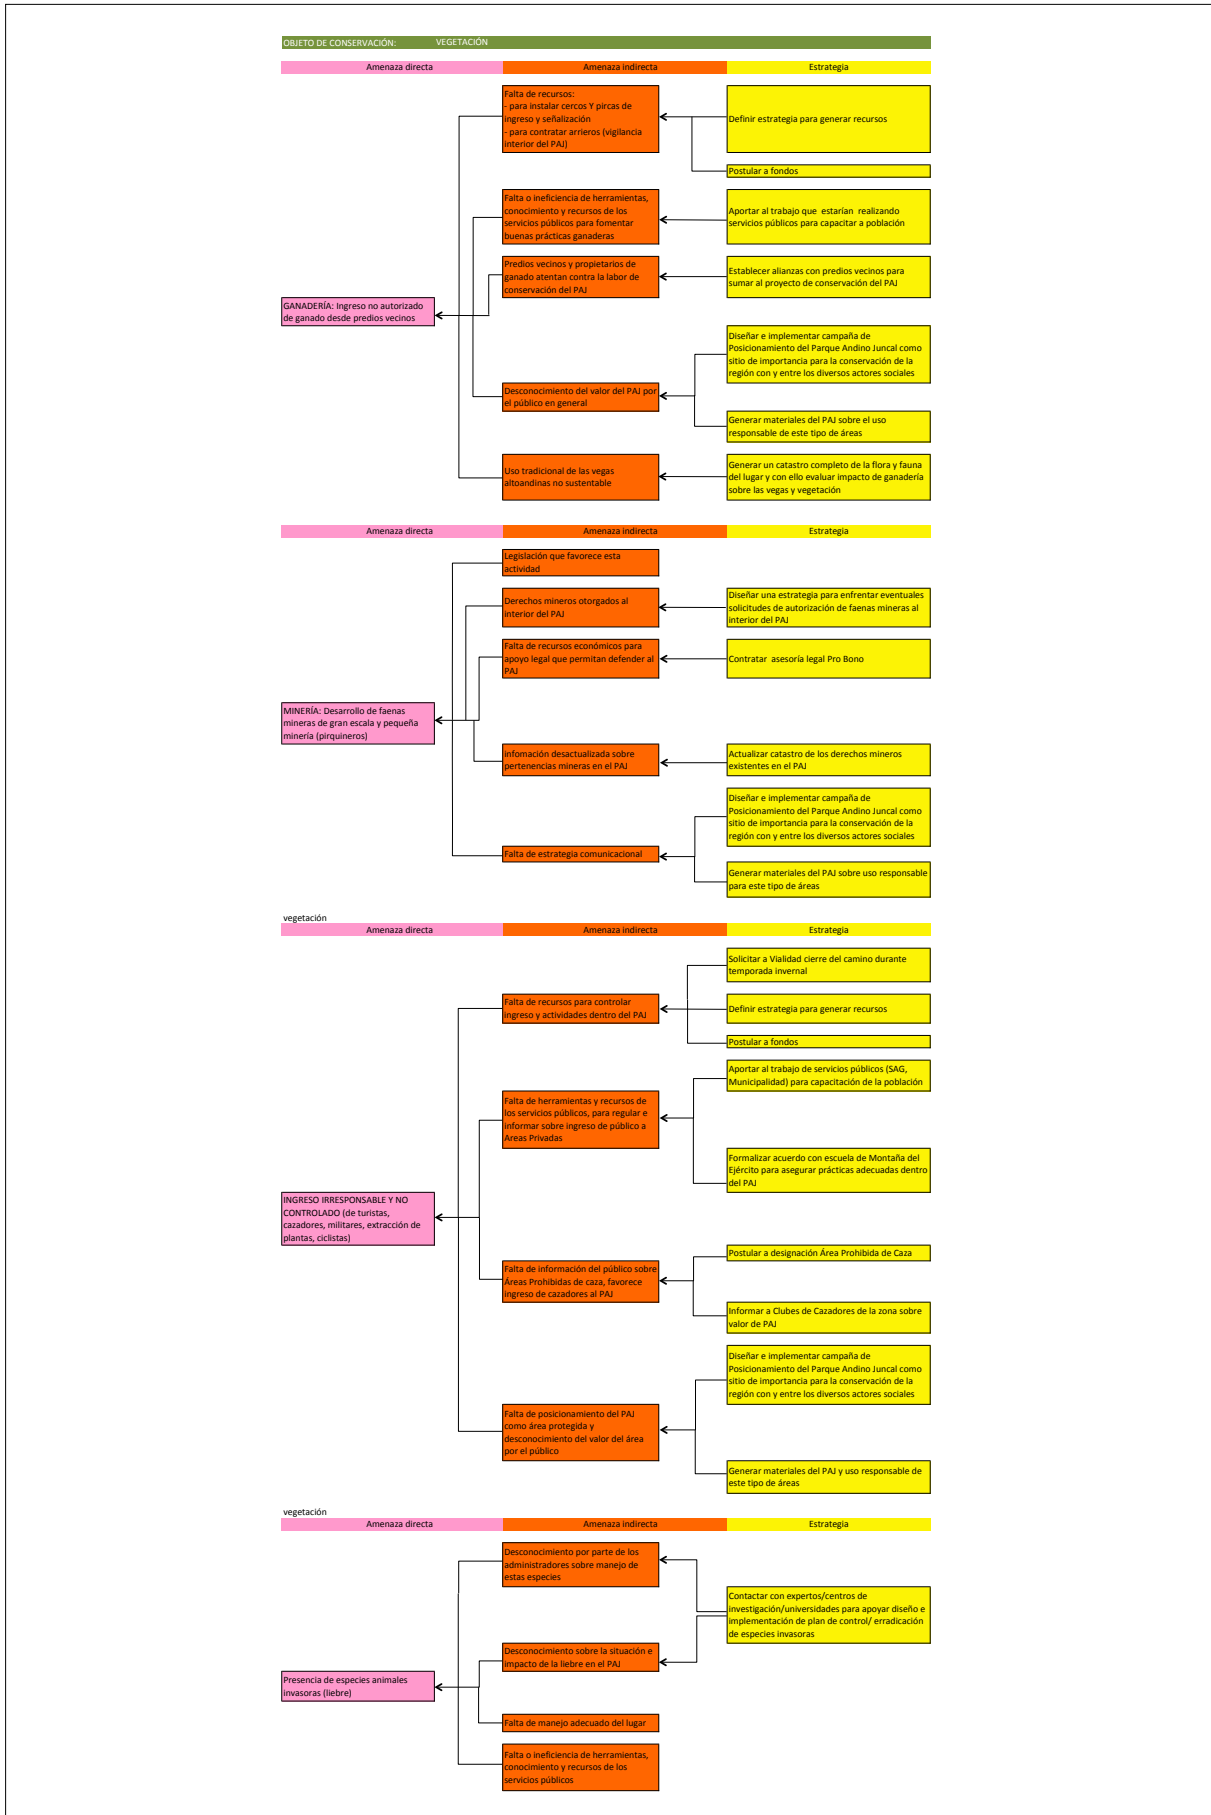 OBJETO DE CONSERVACIÓN: VEGETACIÓN
Amenaza directa
Amenaza indirecta
Estrategia
Falta de recursos:
- para instalar cercos Y pircas de
ingreso y señalización
- para contratar arrieros (vigilancia
interior del PAJ)
Definir estrategia para generar recursos
Postular a fondos
Falta o ineficiencia de herramientas,
conocimiento y recursos de los
servicios públicos para fomentar
buenas prácticas ganaderas
Aportar al trabajo que estarían realizando
servicios públicos para capacitar a población
Predios vecinos y propietarios de
ganado atentan contra la labor de
conservación del PAJ
Establecer alianzas con predios vecinos para
sumar al proyecto de conservación del PAJ
GANADERÍA: Ingreso no autorizado
de ganado desde predios vecinos
Diseñar e implementar campaña de
Posicionamiento del Parque Andino Juncal como
sitio de importancia para la conservación de la
región con y entre los diversos actores sociales
Desconocimiento del valor del PAJ por
el público en general
Generar materiales del PAJ sobre el uso
responsable de este tipo de áreas
Uso tradicional de las vegas
altoandinas no sustentable
Generar un catastro completo de la flora y fauna
del lugar y con ello evaluar impacto de ganadería
sobre las vegas y vegetación
Amenaza directa
Amenaza indirecta
Estrategia
Legislación que favorece esta
actividad
Derechos mineros otorgados al
interior del PAJ
Diseñar una estrategia para enfrentar eventuales
solicitudes de autorización de faenas mineras al
interior del PAJ
Falta de recursos económicos para
apoyo legal que permitan defender al
PAJ
Contratar asesoría legal Pro Bono
MINERÍA: Desarrollo de faenas
mineras de gran escala y pequeña
minería (pirquineros)
infomación desactualizada sobre
pertenencias mineras en el PAJ
Actualizar catastro de los derechos mineros
existentes en el PAJ
Diseñar e implementar campaña de
Posicionamiento del Parque Andino Juncal como
sitio de importancia para la conservación de la
región con y entre los diversos actores sociales
Falta de estrategia comunicacional
Generar materiales del PAJ sobre uso responsable
para este tipo de áreas
vegetación
Amenaza directa
Amenaza indirecta
Estrategia
Solicitar a Vialidad cierre del camino durante
temporada invernal
Falta de recursos para controlar
ingreso y actividades dentro del PAJ
Definir estrategia para generar recursos
Postular a fondos
Aportar al trabajo de servicios públicos (SAG,
Municipalidad) para capacitación de la población
Falta de herramientas y recursos de
los servicios públicos, para regular e
informar sobre ingreso de público a
Areas Privadas
Formalizar acuerdo con escuela de Montaña del
Ejército para asegurar prácticas adecuadas dentro
del PAJ
INGRESO IRRESPONSABLE Y NO
CONTROLADO (de turistas,
cazadores, militares, extracción de
plantas, ciclistas)
Postular a designación Área Prohibida de Caza
Falta de información del público sobre
Áreas Prohibidas de caza, favorece
ingreso de cazadores al PAJ
Informar a Clubes de Cazadores de la zona sobre
valor de PAJ
Diseñar e implementar campaña de
Posicionamiento del Parque Andino Juncal como
sitio de importancia para la conservación de la
región con y entre los diversos actores sociales
Falta de posicionamiento del PAJ
como área protegida y
desconocimiento del valor del área
por el público
Generar materiales del PAJ y uso responsable de
este tipo de áreas
vegetación
Amenaza directa
Amenaza indirecta
Estrategia
Desconocimiento por parte de los
administradores sobre manejo de
estas especies
Contactar con expertos/centros de
investigación/universidades para apoyar diseño e
implementación de plan de control/ erradicación
de especies invasoras
Desconocimiento sobre la situación e
impacto de la liebre en el PAJ
Presencia de especies animales
invasoras (liebre)
Falta de manejo adecuado del lugar
Falta o ineficiencia de herramientas,
conocimiento y recursos de los
servicios públicos